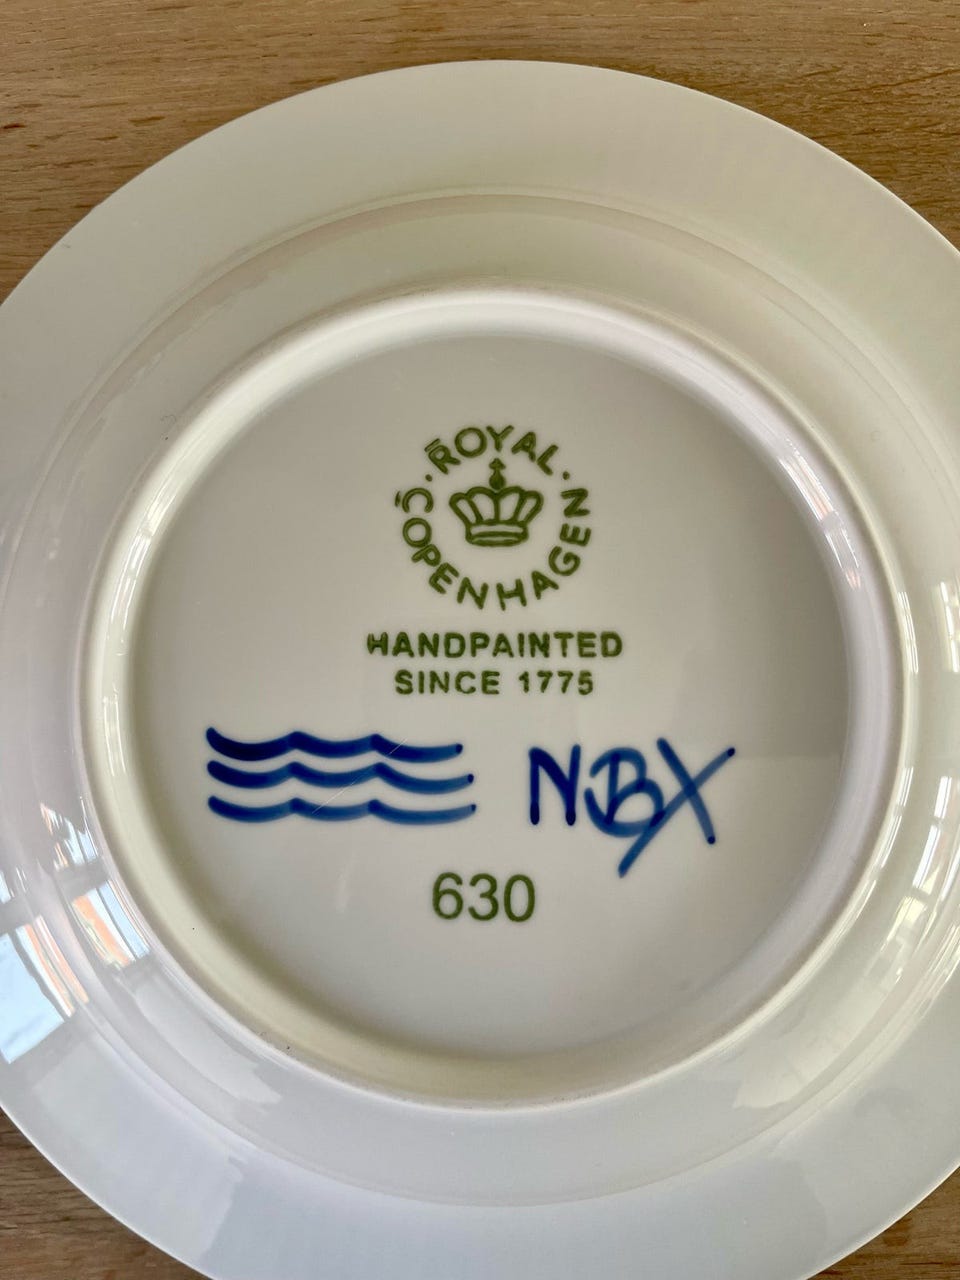 ROYAL
COPENHAGEN
HANDPAINTED
SINCE 1775
NBX
630